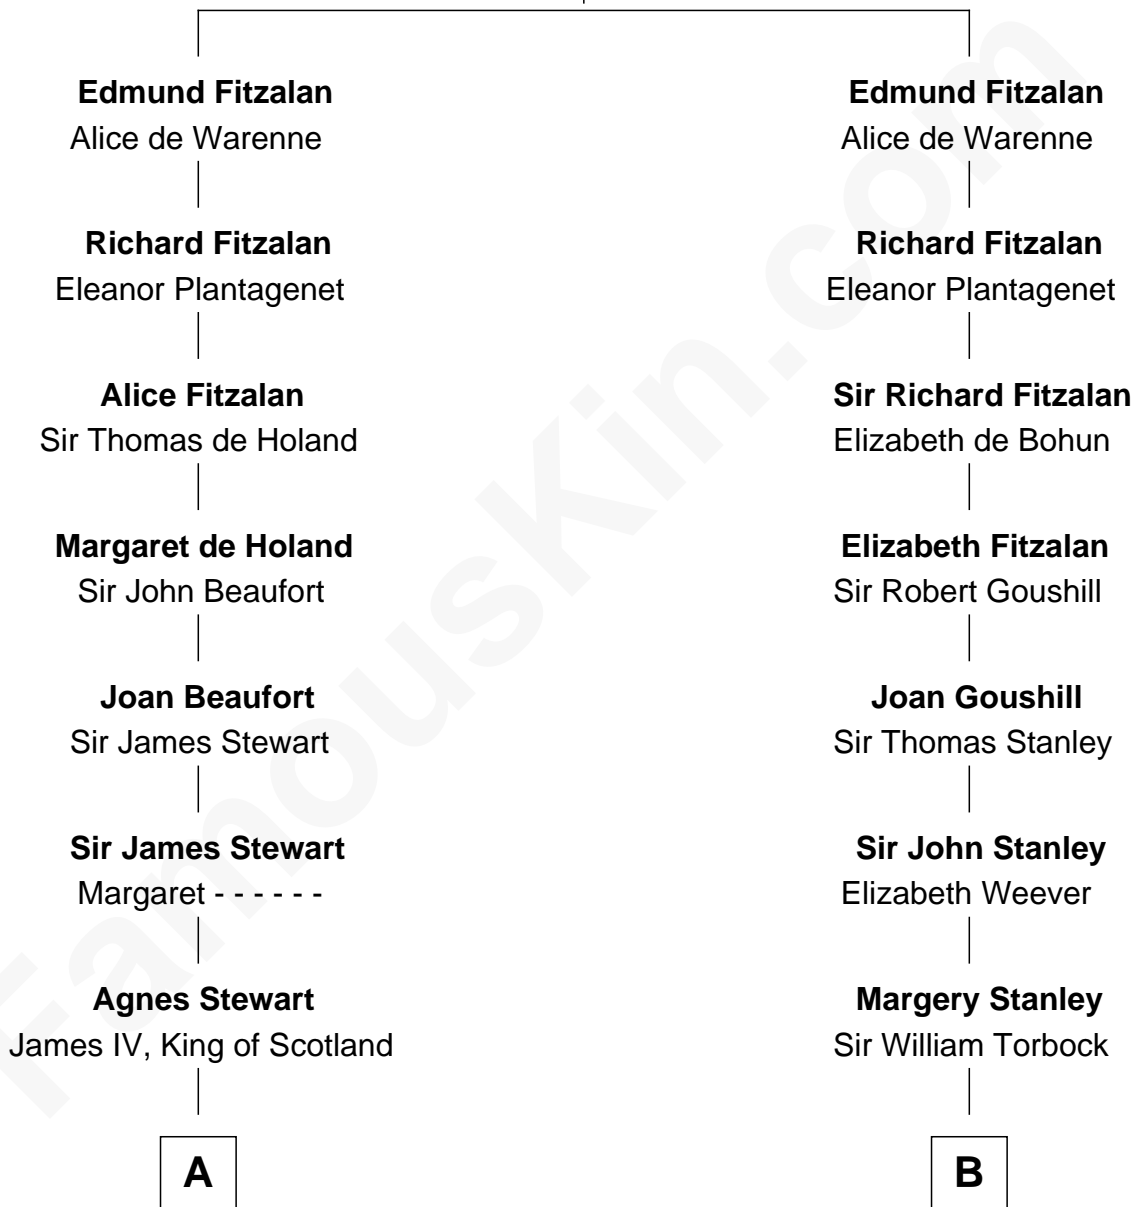 Edmund Fitzalan
Alice de Warenne
Richard Fitzalan
Eleanor Plantagenet
Alice Fitzalan
Sir Thomas de Holand
Margaret de Holand
Sir John Beaufort
Joan Beaufort
Sir James Stewart
Sir James Stewart
Margaret - - - - - -
Agnes Stewart
James IV, King of Scotland
A
Edmund Fitzalan
Alice de Warenne
Richard Fitzalan
Eleanor Plantagenet
Sir Richard Fitzalan
Elizabeth de Bohun
Elizabeth Fitzalan
Sir Robert Goushill
Joan Goushill
Sir Thomas Stanley
Sir John Stanley
Elizabeth Weever
Margery Stanley
Sir William Torbock
B
FamousKin.com